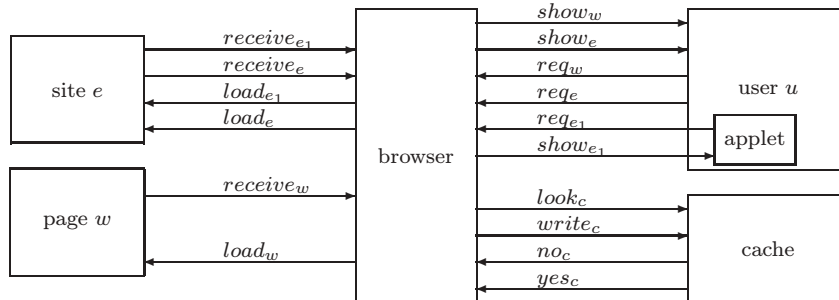 site e
receive_{e_1}
receive_e
load_{e_1}
load_e
page w
receive_w
load_w
browser
show_w
show_e
req_w
req_e
req_{e_1}
show_{e_1}
user u
applet
look_c
write_c
no_c
yes_c
cache